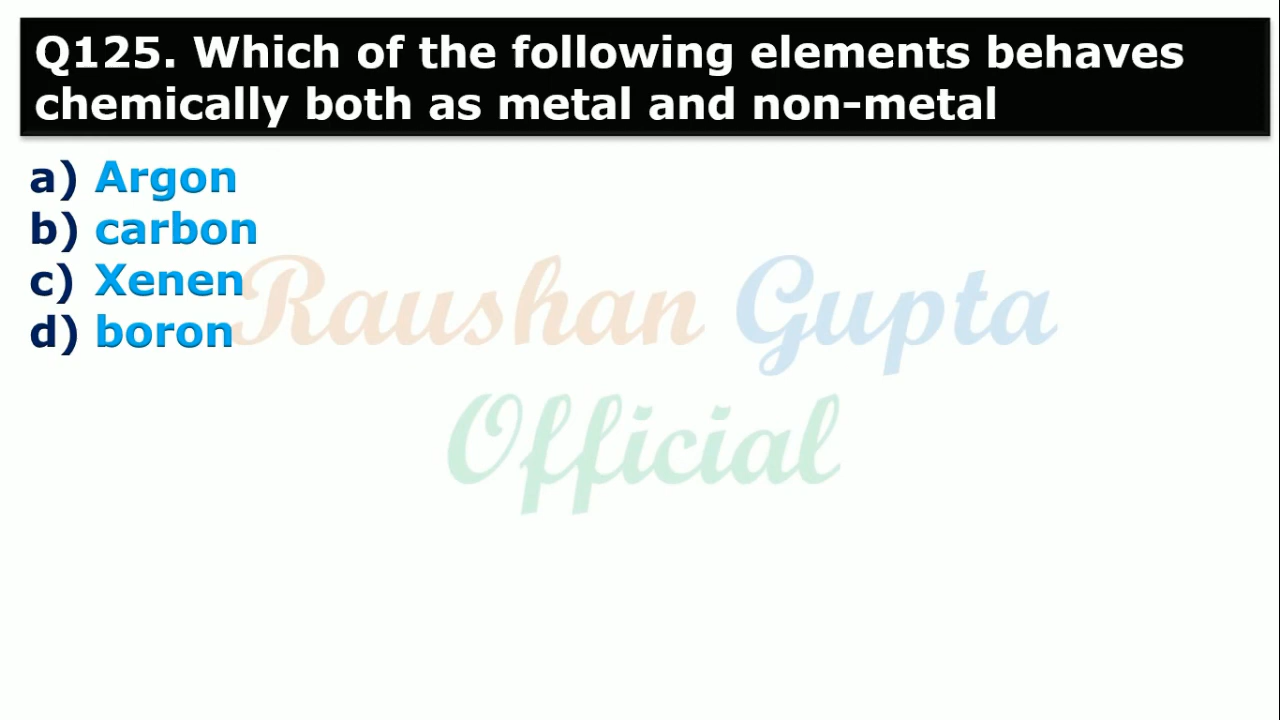 Q125. Which of the following elements behaves
chemically both as metal and non-metal
a) Argon
b) carbon
c) Xenen
d) boron
Raushan Gupta
Official